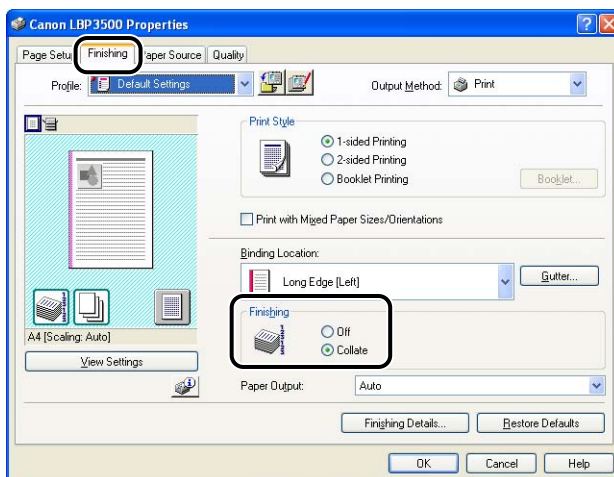 Canon LBP3500 Properties
Page Setup Finishing Paper Source Quality
Profile: Default Settings Output Method: Print
Print Style
1-sided Printing
2-sided Printing
Booklet Printing Booklet...
Print with Mixed Paper Sizes/Orientations
Binding Location:
Long Edge [Left] Gutter...
Finishing
Off
Collate
A4 [Scaling: Auto]
View Settings
Paper Output: Auto
Finishing Details... Restore Defaults
OK Cancel Help